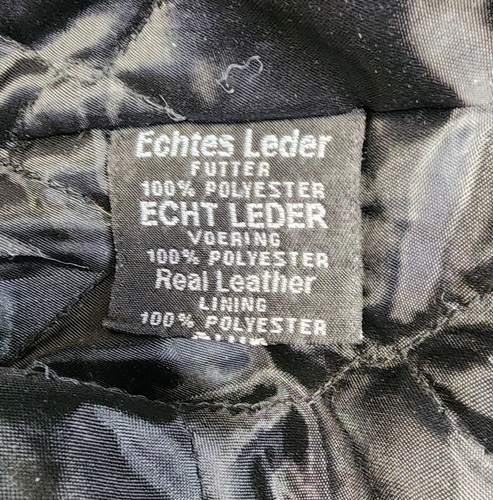 Echtes Leder
FUTTER
100% POLYESTER
ECHT LEDER
VOERING
100% POLYESTER
Real Leather
LINING
100% POLYESTER